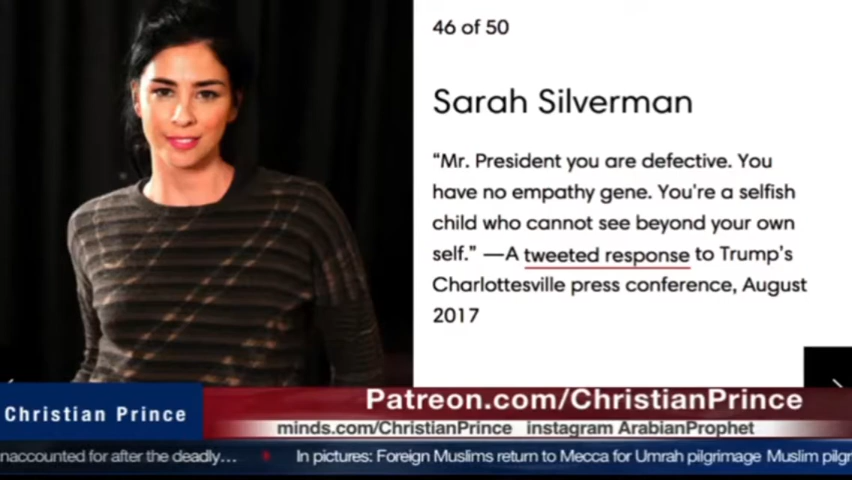 46 of 50
Sarah Silverman
“Mr. President you are defective. You
have no empathy gene. You're a selfish
child who cannot see beyond your own
self.” —A tweeted response to Trump's
Charlottesville press conference, August
2017
Patreon.com/ChristianPrince
Christian Prince
minds.com/ChristianPrince instagram ArabianProphet
naccounted for after the deadly... In pictures: Foreign Muslims return to Mecca for Umrah pilgrimage Muslim pilgr